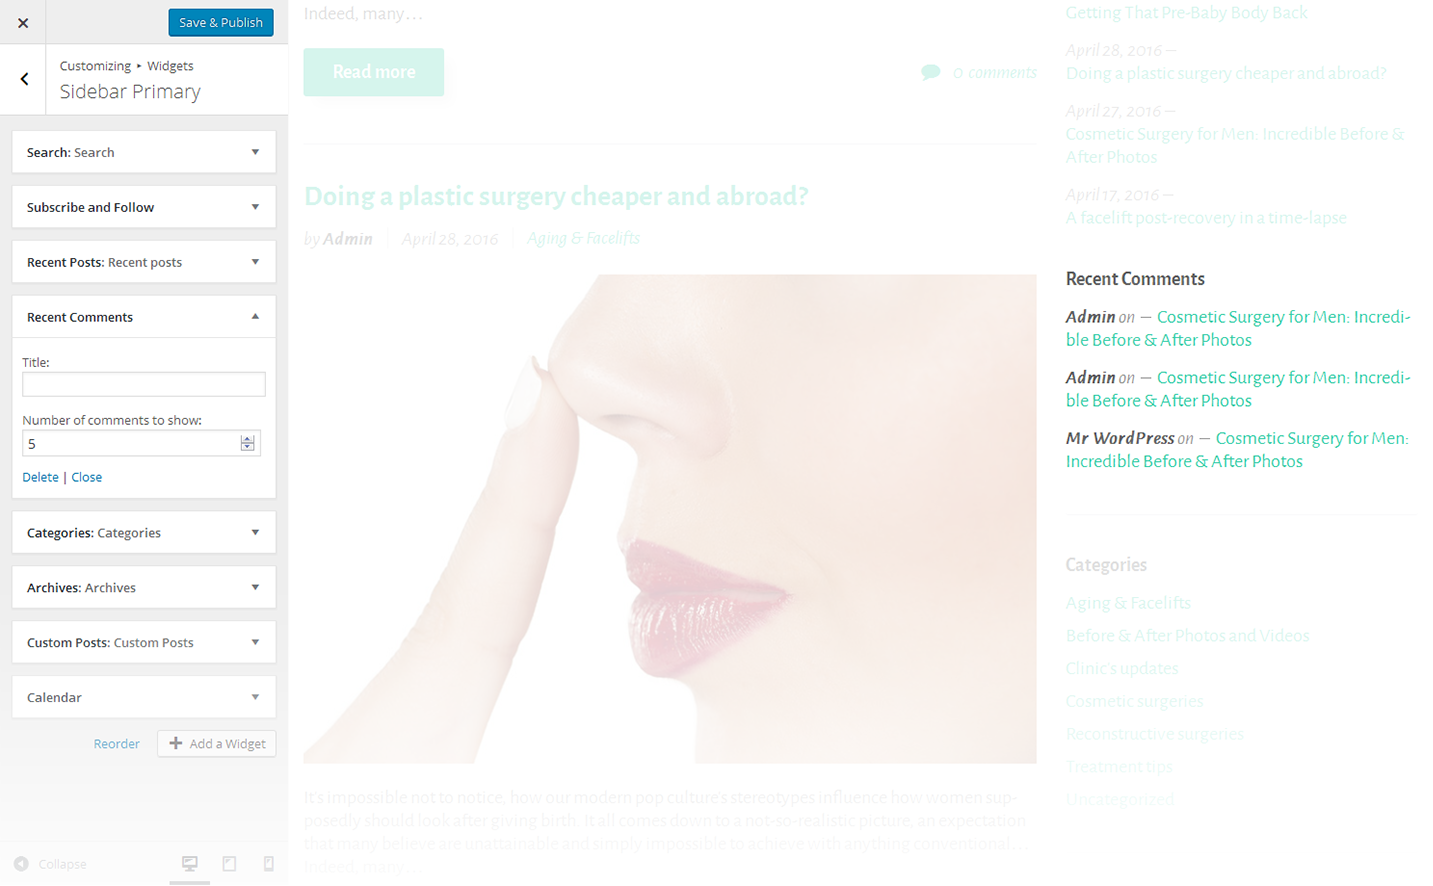 Save & Publish
Customizing ▸ Widgets
Sidebar Primary
Search: Search
Subscribe and Follow
Recent Posts: Recent posts
Recent Comments
Title:
Number of comments to show:
5
Delete | Close
Categories: Categories
Archives: Archives
Custom Posts: Custom Posts
Calendar
Reorder
Add a Widget
Collapse
Indeed, many…
Read more
0 comments
Doing a plastic surgery cheaper and abroad?
by Admin
April 28, 2016
Aging & Facelifts
It's impossible not to notice, how our modern pop culture's stereotypes influence how women sup-
posedly should look after giving birth. It all comes down to a not-so-realistic picture, an expectation
that many believe are unattainable and simply impossible to achieve with anything conventional…
Indeed, many…
Getting That Pre-Baby Body Back
April 28, 2016 —
Doing a plastic surgery cheaper and abroad?
April 27, 2016 —
Cosmetic Surgery for Men: Incredible Before &
After Photos
April 17, 2016 —
A facelift post-recovery in a time-lapse
Recent Comments
Admin on — Cosmetic Surgery for Men: Incredi-
ble Before & After Photos
Admin on — Cosmetic Surgery for Men: Incredi-
ble Before & After Photos
Mr WordPress on — Cosmetic Surgery for Men:
Incredible Before & After Photos
Categories
Aging & Facelifts
Before & After Photos and Videos
Clinic's updates
Cosmetic surgeries
Reconstructive surgeries
Treatment tips
Uncategorized